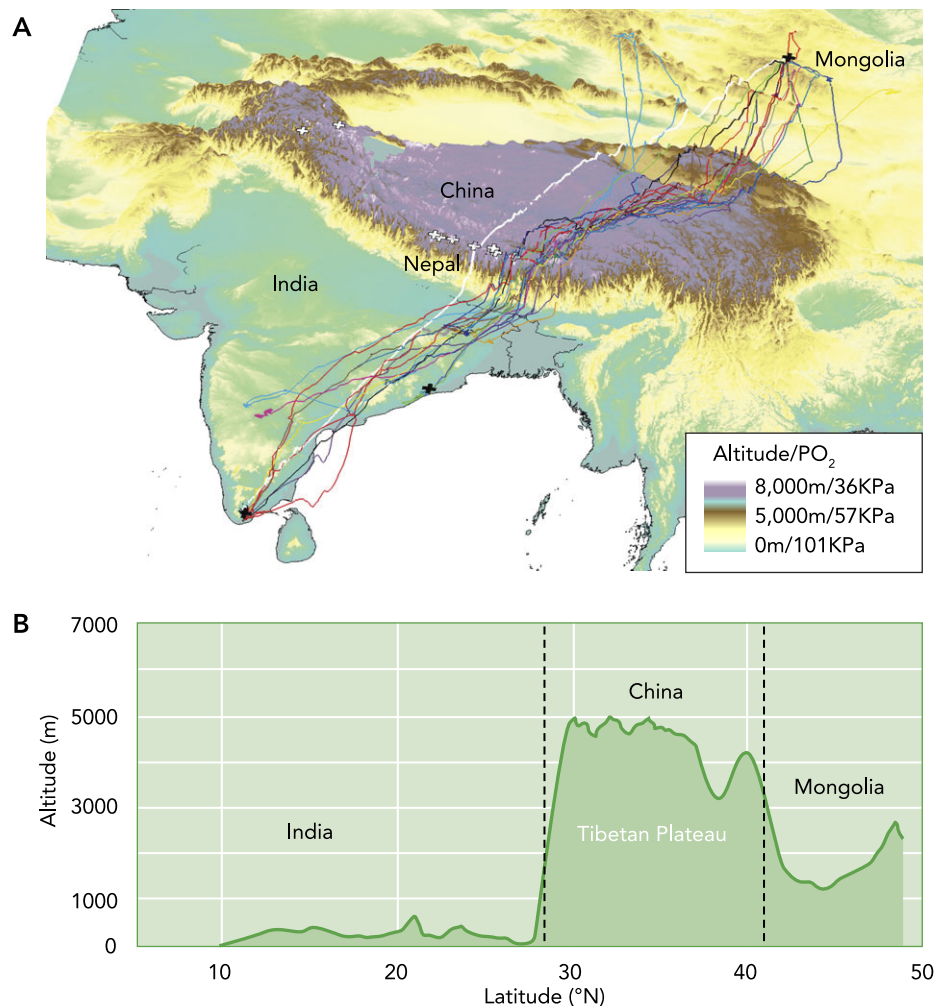 A
Mongolia
China
Nepal
India
Altitude/PO2
8,000m/36KPa
5,000m/57KPa
0m/101KPa
B
7000
5000
3000
1000
0
Altitude (m)
China
Mongolia
India
Tibetan Plateau
10
20
30
40
50
Latitude (°N)